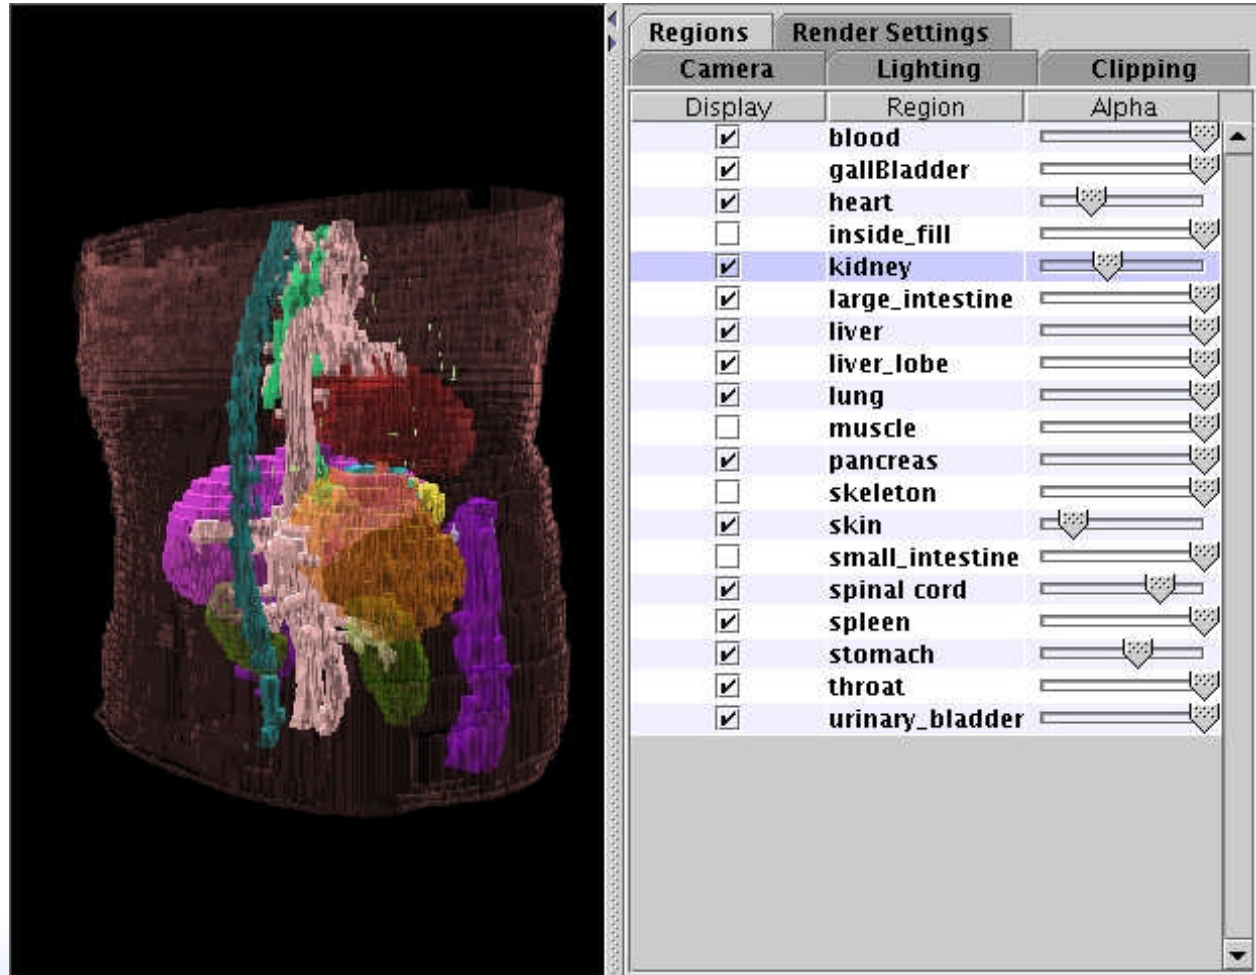 Regions Render Settings
Camera Lighting Clipping
Display Region Alpha
blood
gallBladder
heart
inside_fill
kidney
large_intestine
liver
liver_lobe
lung
muscle
pancreas
skeleton
skin
small_intestine
spinal cord
spleen
stomach
throat
urinary_bladder